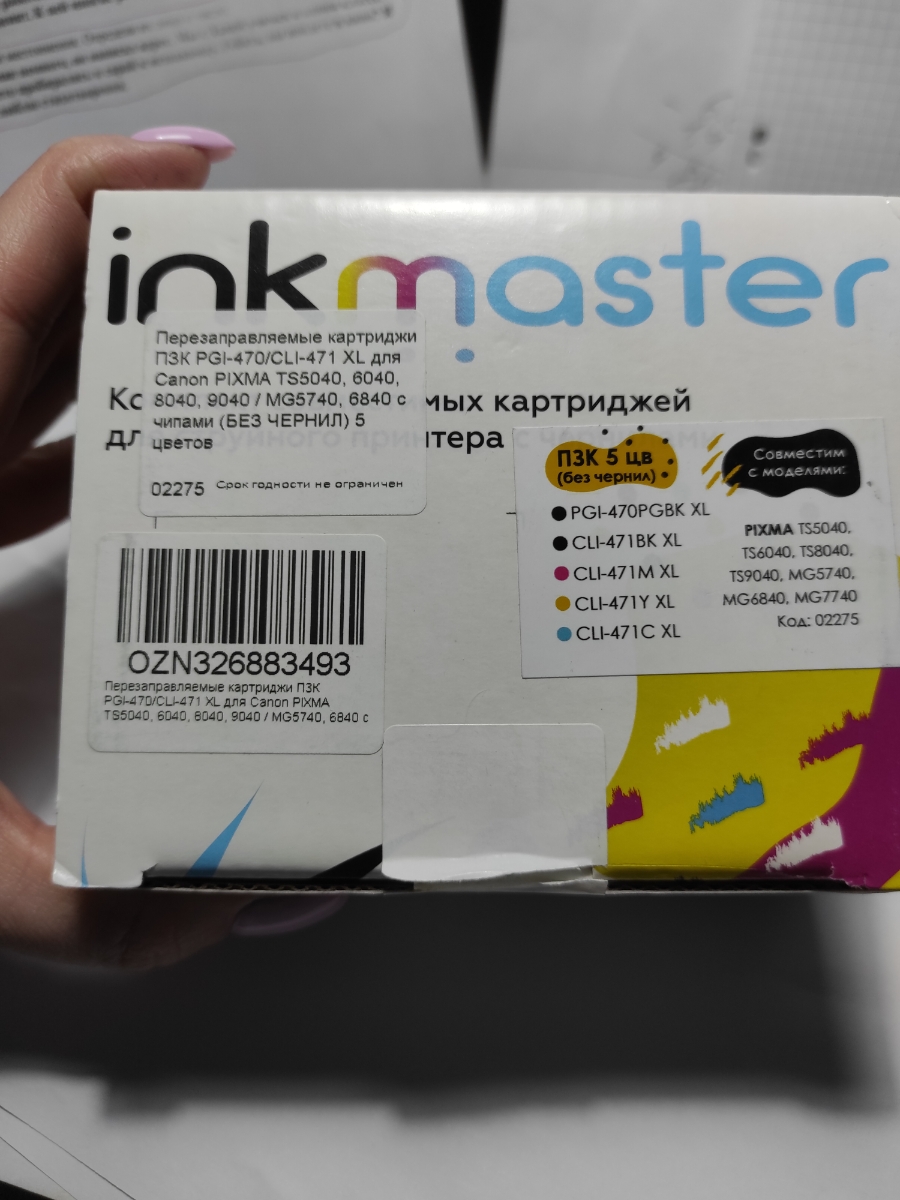 inkmaster
Перезаправляемые картриджи
ПЗК PGI-470/CLI-471 XL для
Canon PIXMA TS5040, 6040,
8040, 9040 / MG5740, 6840 с
чипами (БЕЗ ЧЕРНИЛ) 5
цветов
02275 Срок годности не ограничен
картриджей
ПЗК 5 цв
(без чернил)
PGI-470PGBK XL
CLI-471BK XL
CLI-471M XL
CLI-471Y XL
CLI-471C XL
Совместим
с моделями:
PIXMA TS5040,
TS6040, TS8040,
TS9040, MG5740,
MG6840, MG7740
Код: 02275
OZN326883493
Перезаправляемые картриджи ПЗК
PGI-470/CLI-471 XL для Canon PIXMA
TS5040, 6040, 8040, 9040 / MG5740, 6840 с